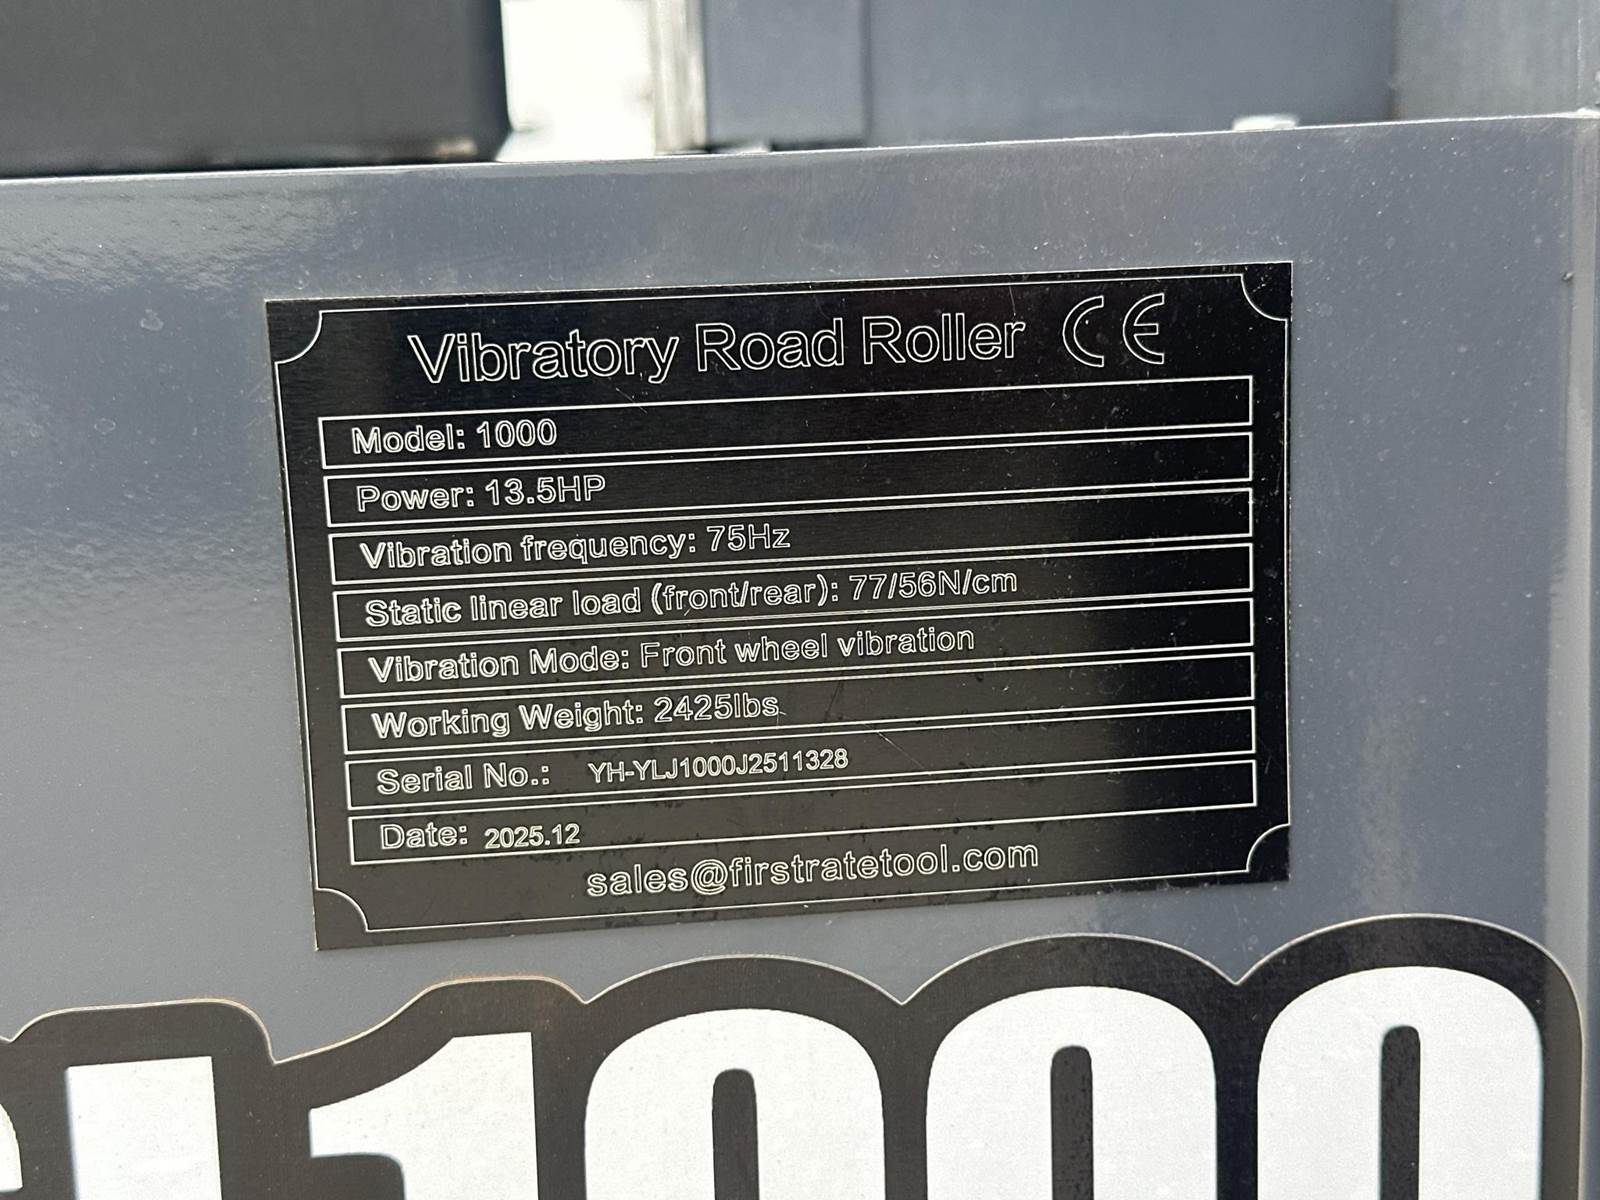 Vibratory Road Roller CE
Model: 1000
Power: 13.5HP
Vibration frequency: 75Hz
Static linear load (front/rear): 77/56N/cm
Vibration Mode: Front wheel vibration
Working Weight: 2425lbs
Serial No.: YH-YLJ1000J2511328
Date: 2025.12
sales@firstratetool.com
1000